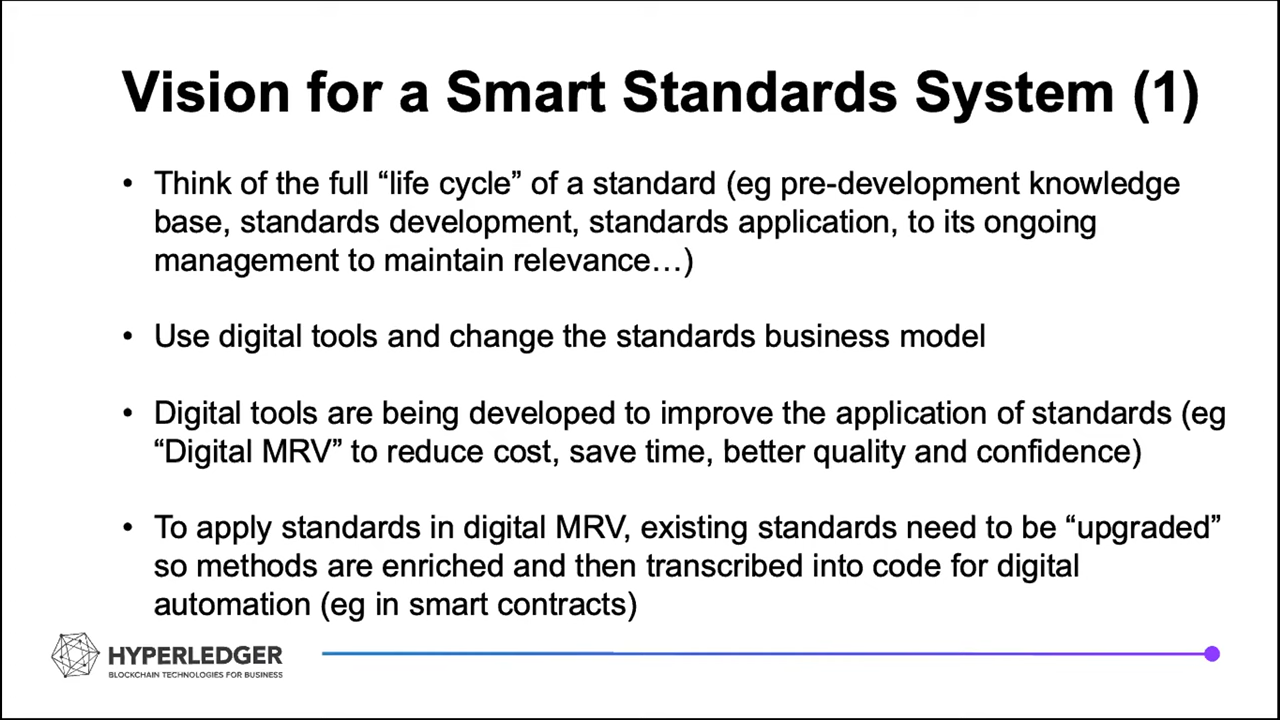 Vision for a Smart Standards System (1)
• Think of the full “life cycle” of a standard (eg pre-development knowledge
base, standards development, standards application, to its ongoing
management to maintain relevance…)
• Use digital tools and change the standards business model
• Digital tools are being developed to improve the application of standards (eg
“Digital MRV” to reduce cost, save time, better quality and confidence)
• To apply standards in digital MRV, existing standards need to be “upgraded”
so methods are enriched and then transcribed into code for digital
automation (eg in smart contracts)
HYPERLEDGER
BLOCKCHAIN TECHNOLOGIES FOR BUSINESS